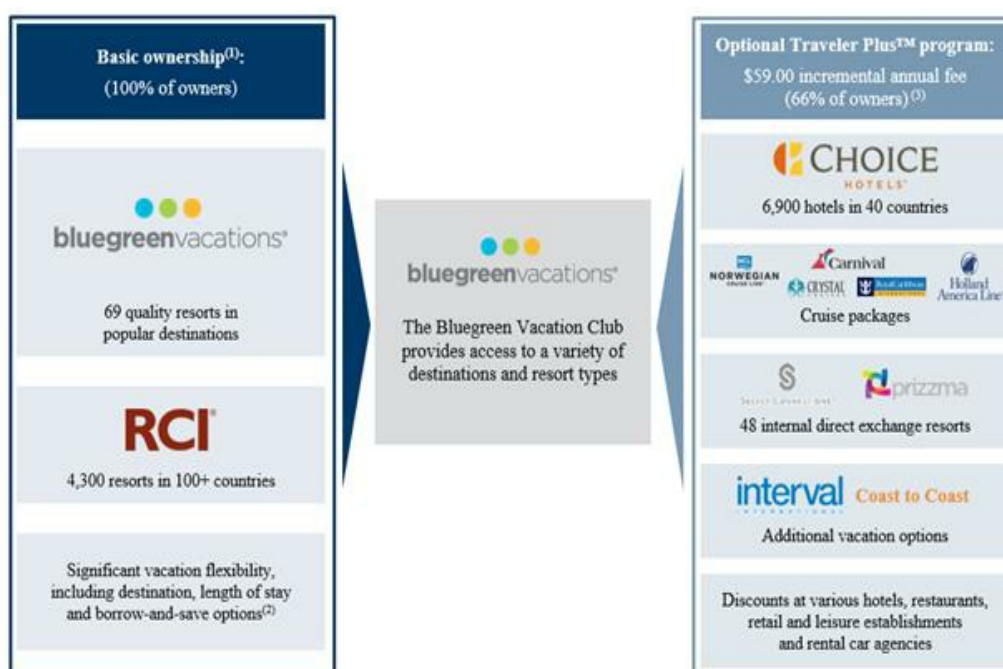 Basic ownership(1):
(100% of owners)
bluegreenvacations®
69 quality resorts in
popular destinations
RCI®
4,300 resorts in 100+ countries
Significant vacation flexibility,
including destination, length of stay
and borrow-and-save options(2)
bluegreenvacations®
The Bluegreen Vacation Club
provides access to a variety of
destinations and resort types
Optional Traveler Plus™ program:
$59.00 incremental annual fee
(66% of owners)(3)
CHOICE
HOTELS®
6,900 hotels in 40 countries
NORWEGIAN
CRUISE LINE®
Carnival
CRYSTAL
Royal Caribbean
Holland
America Line®
Cruise packages
prizzma
48 internal direct exchange resorts
interval
INTERNATIONAL
Coast to Coast
Additional vacation options
Discounts at various hotels, restaurants,
retail and leisure establishments
and rental car agencies